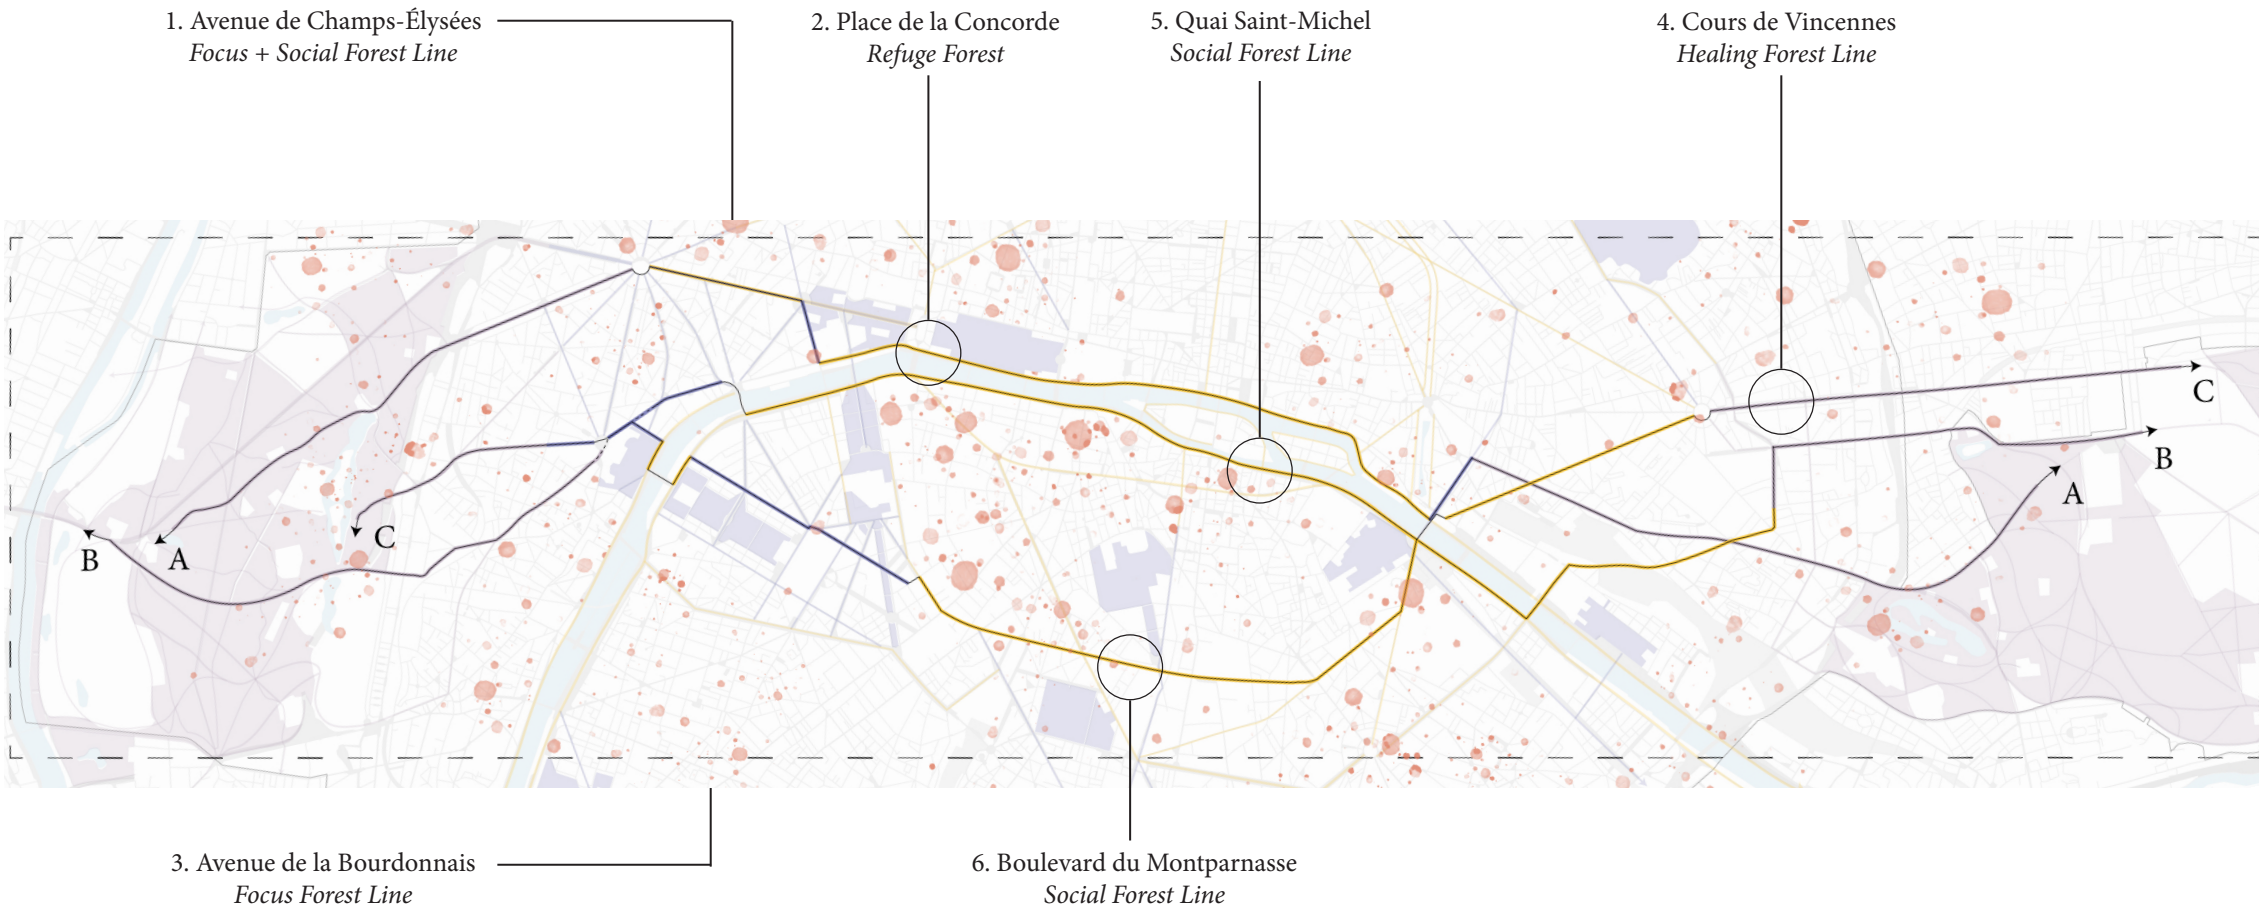 1. Avenue de Champs-Élysées
Focus + Social Forest Line
2. Place de la Concorde
Refuge Forest
5. Quai Saint-Michel
Social Forest Line
4. Cours de Vincennes
Healing Forest Line
C
B
A
B
A
C
3. Avenue de la Bourdonnais
Focus Forest Line
6. Boulevard du Montparnasse
Social Forest Line